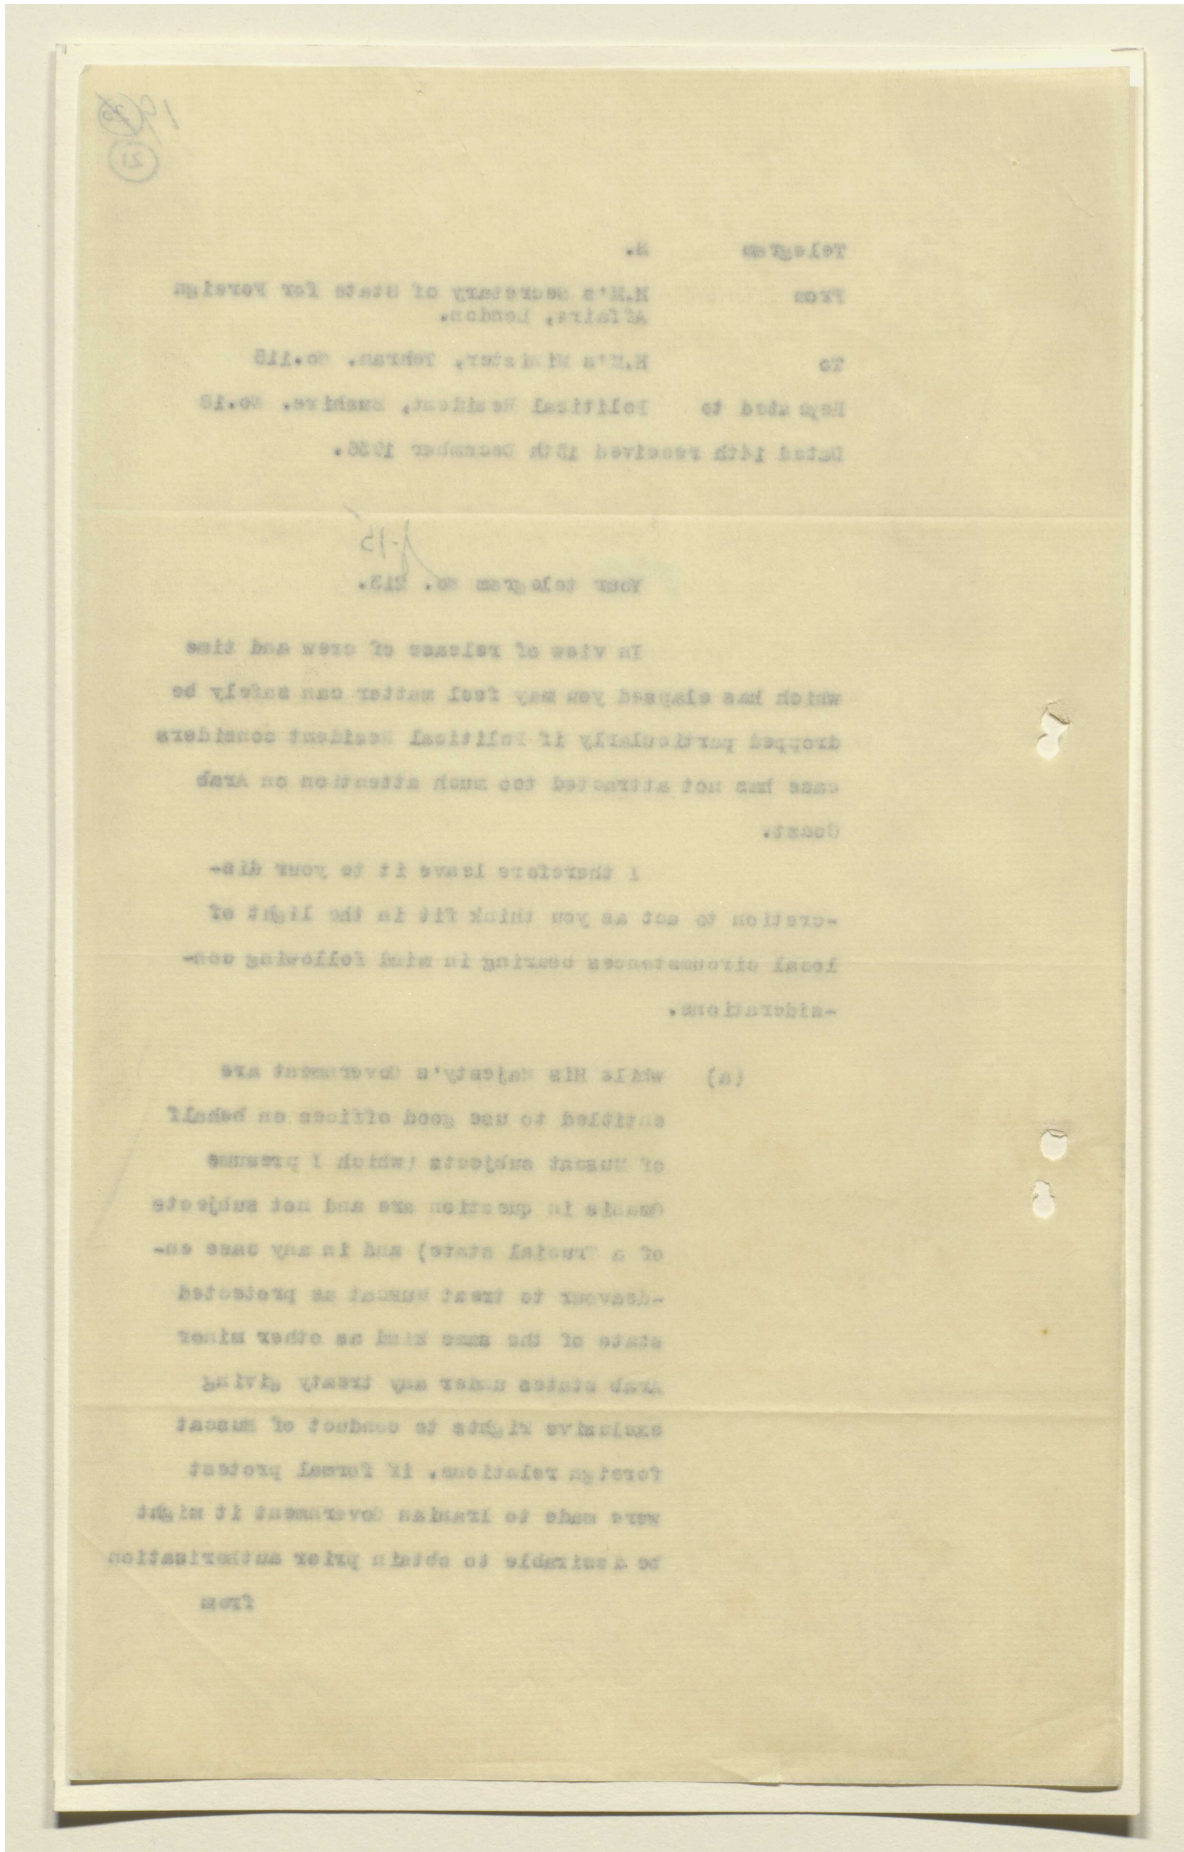 Telegram R.
From H.M's Secretary of State for Foreign
Affairs, London.
To H.M's Minister, Tehran. No.115
Repeated to Political Resident, Bushire. No.18
Dated 14th received 15th December 1936.
Your telegram No. 213.
In view of release of crew and time
which has elapsed you may feel matter can safely be
dropped particularly if Political Resident considers
case has not attracted too much attention on Arab
Coast.
I therefore leave it to your dis-
-cretion to act as you think fit in the light of
local circumstances bearing in mind following con-
-siderations.
(a) while His Majesty's Government are
entitled to use good offices on behalf
of Muscat subjects (which I presume
Omanis in question are and not subjects
of a Trucial state) and in any case en-
-deavour to treat Muscat as protected
state of the same kind as other minor
Arab states under any treaty giving
exclusive rights to conduct of Muscat
foreign relations, if formal protest
were made to Iranian Government it might
be desirable to obtain prior authorisation
from